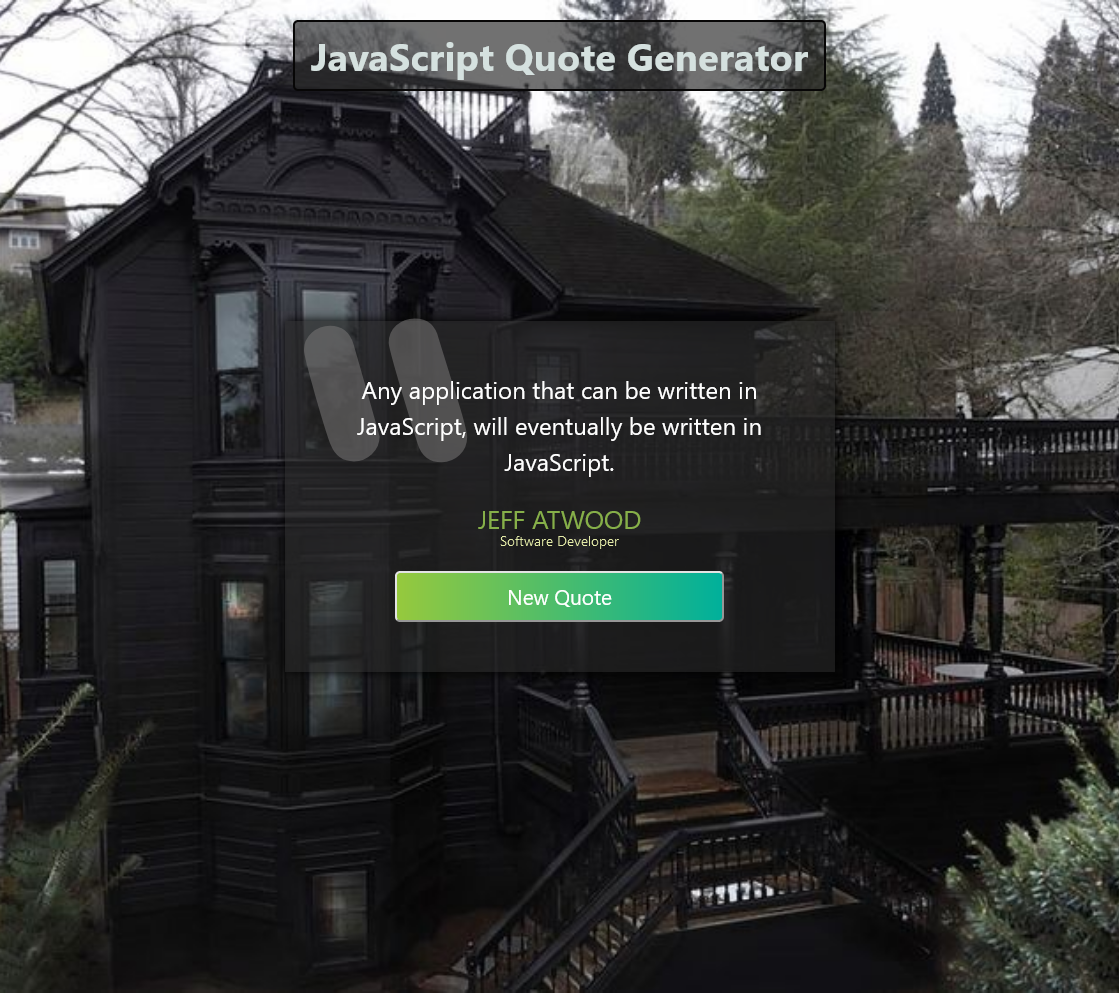 JavaScript Quote Generator
"
Any application that can be written in
JavaScript, will eventually be written in
JavaScript.
JEFF ATWOOD
Software Developer
New Quote